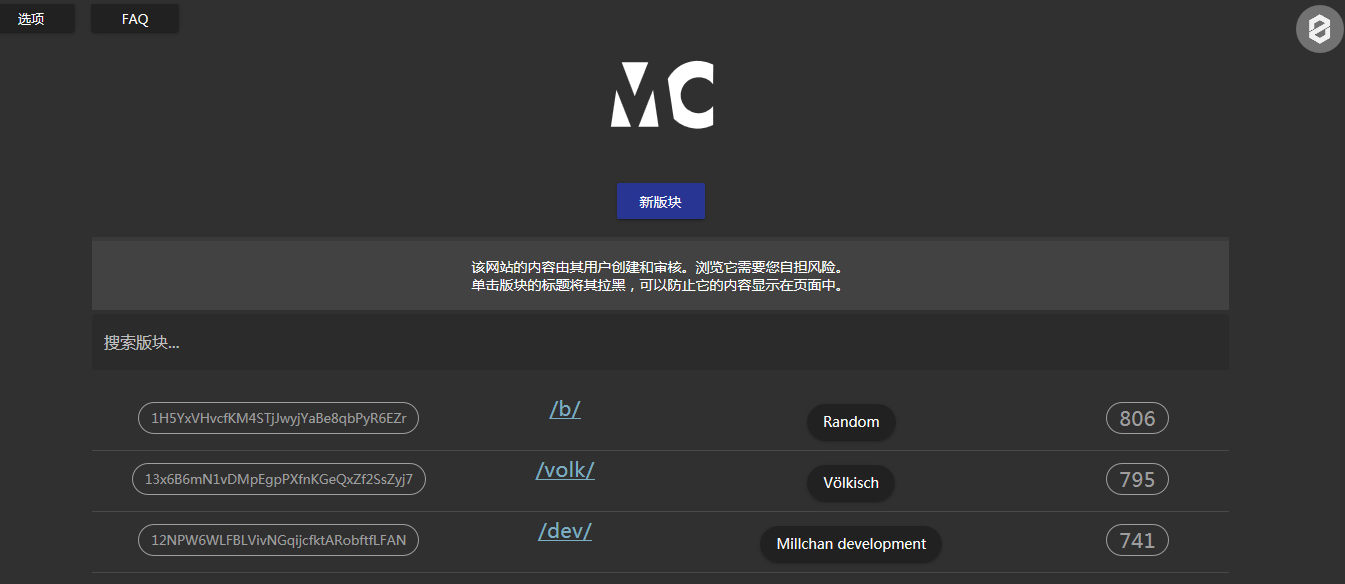 选项
FAQ
MC
新版块
该网站的内容由其用户创建和审核。浏览它需要您自担风险。
单击版块的标题将其拉黑，可以防止它的内容显示在页面中。
搜索版块...
1H5YxVHvcfKM4STjJwyjYaBe8qbPyR6EZr /b/ Random 806
13x6B6mN1vDMpEgpPXfnKGeQxZf2SsZyj7 /volk/ Völkisch 795
12NPW6WLFBLVivNGqijcfktARobftfLFAN /dev/ Millchan development 741